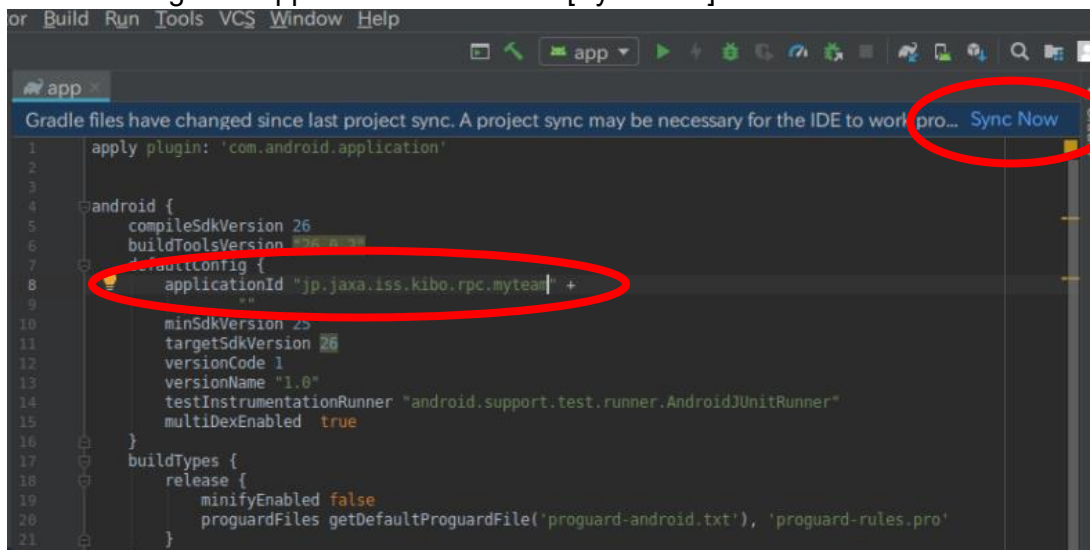 or Build Run Tools VCS Window Help
app
app
Gradle files have changed since last project sync. A project sync may be necessary for the IDE to work pro... Sync Now
1 apply plugin: 'com.android.application'
2
3
4 android {
5 compileSdkVersion 26
6 buildToolsVersion "26.0.2"
7 defaultConfig {
8 applicationId "jp.jaxa.iss.kibo.rpc.myteam" +
9 ""
10 minSdkVersion 25
11 targetSdkVersion 26
12 versionCode 1
13 versionName "1.0"
14 testInstrumentationRunner "android.support.test.runner.AndroidJUnitRunner"
15 multiDexEnabled true
16 }
17 buildTypes {
18 release {
19 minifyEnabled false
20 proguardFiles getDefaultProguardFile('proguard-android.txt'), 'proguard-rules.pro'
21 }